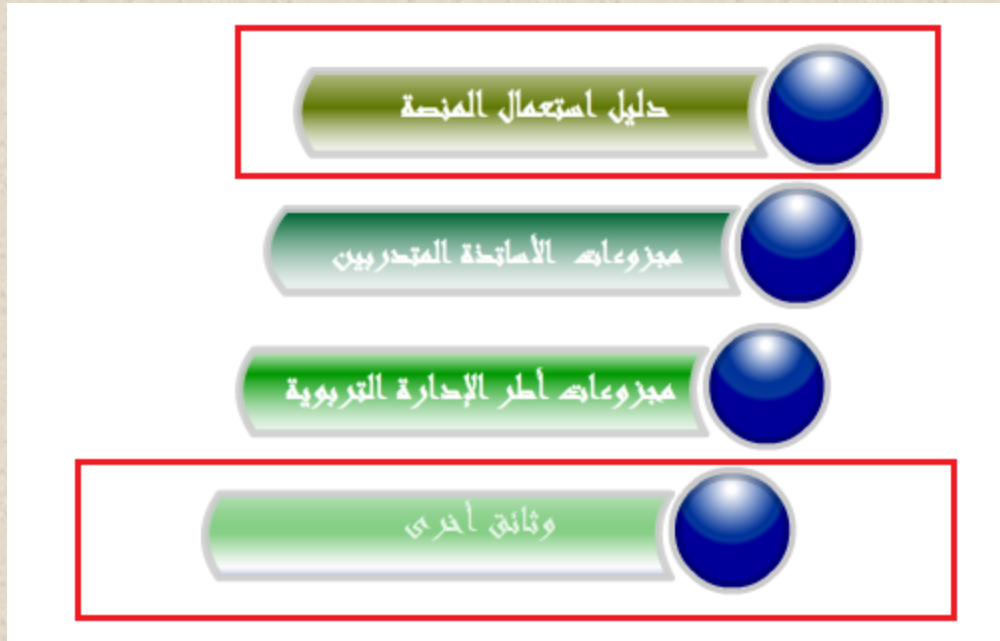 دليل استعمال المنصة
مجزوءات الأساتذة المتدربين
مجزوءات أطر الإدارة التربوية
وثائق أخرى